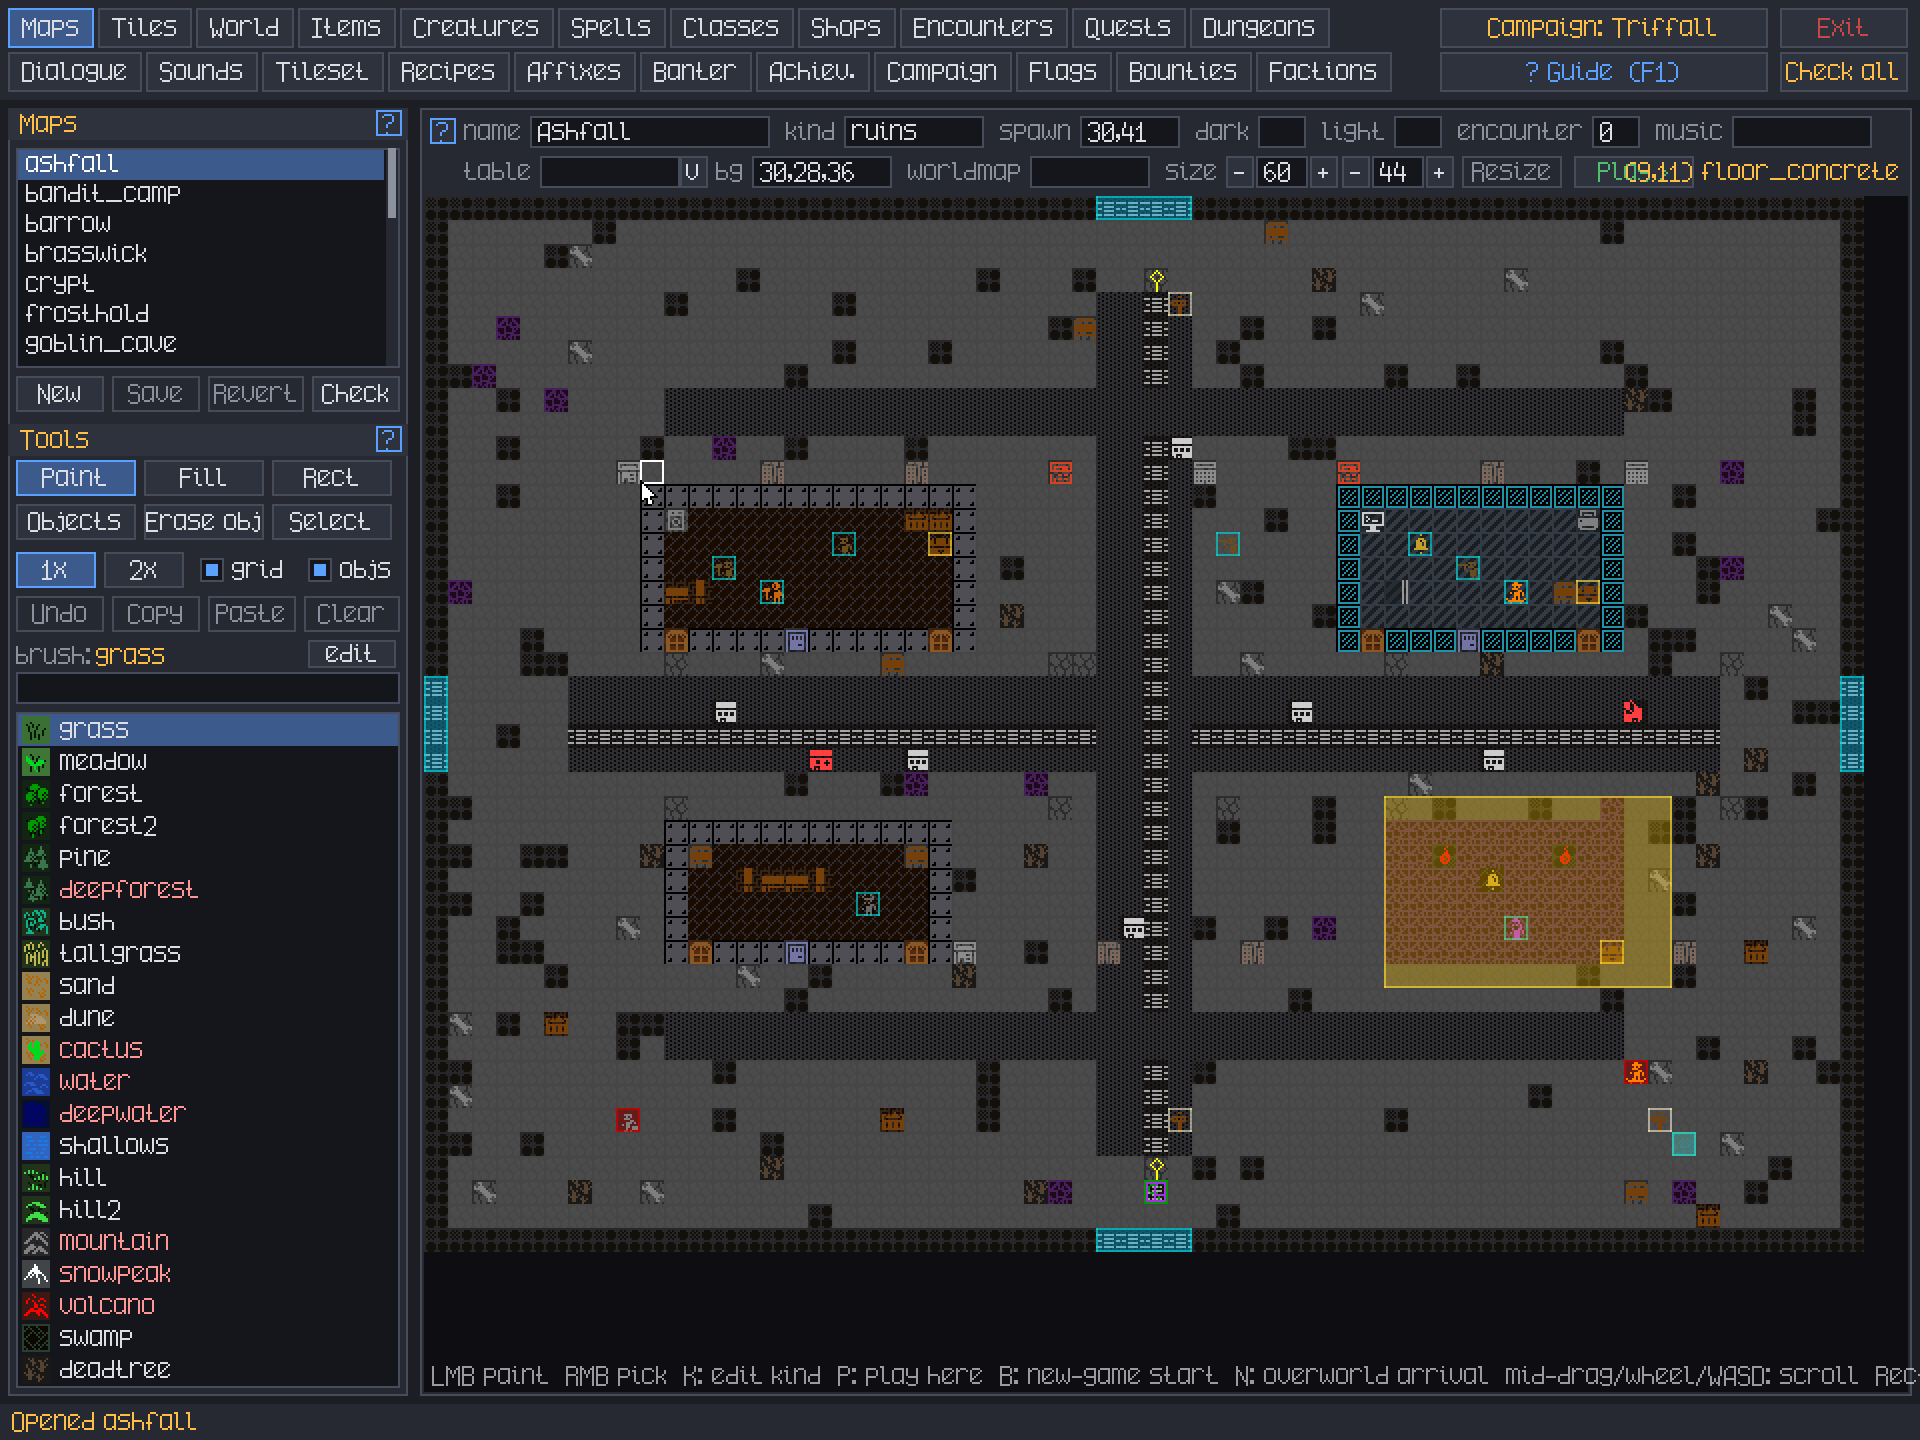 Maps Tiles World Items Creatures Spells Classes Shops Encounters Quests Dungeons Campaign: Triffall Exit
Dialogue Sounds Tileset Recipes Affixes Banter Achiev. Campaign Flags Bounties Factions ? Guide (F1) Check all
Maps ?
ashfall
bandit_camp
barrow
brasswick
crypt
frosthold
goblin_cave
New Save Revert Check
Tools ?
Paint Fill Rect
Objects Erase obj Select
1x 2x grid objs
Undo Copy Paste Clear
brush:grass edit
grass
meadow
forest
forest2
pine
deepforest
bush
tallgrass
sand
dune
cactus
water
deepwater
shallows
hill
hill2
mountain
snowpeak
volcano
swamp
deadtree
? name Ashfall kind ruins spawn 30,41 dark light encounter 0 music
table V bg 30,28,36 worldmap size - 60 + - 44 + Resize (9,11) floor_concrete
LMB paint RMB pick K: edit kind P: play here B: new-game start N: overworld arrival mid-drag/wheel/WASD: scroll Rec
Opened ashfall